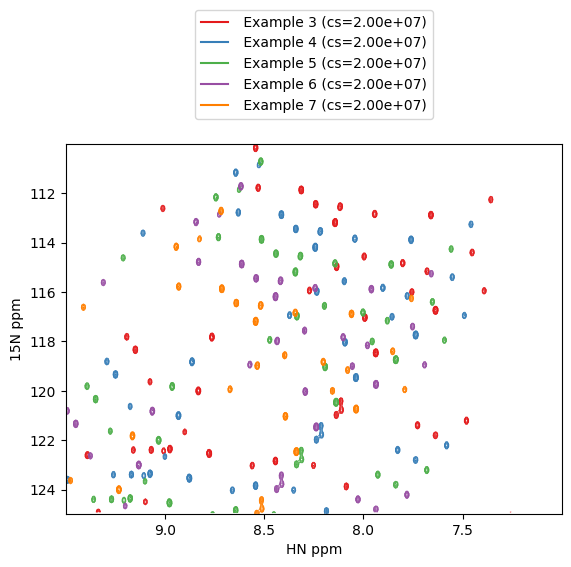 Example 3 (cs=2.00e+07)
Example 4 (cs=2.00e+07)
Example 5 (cs=2.00e+07)
Example 6 (cs=2.00e+07)
Example 7 (cs=2.00e+07)
112
114
116
118
120
122
124
15N ppm
9.0 8.5 8.0 7.5
HN ppm